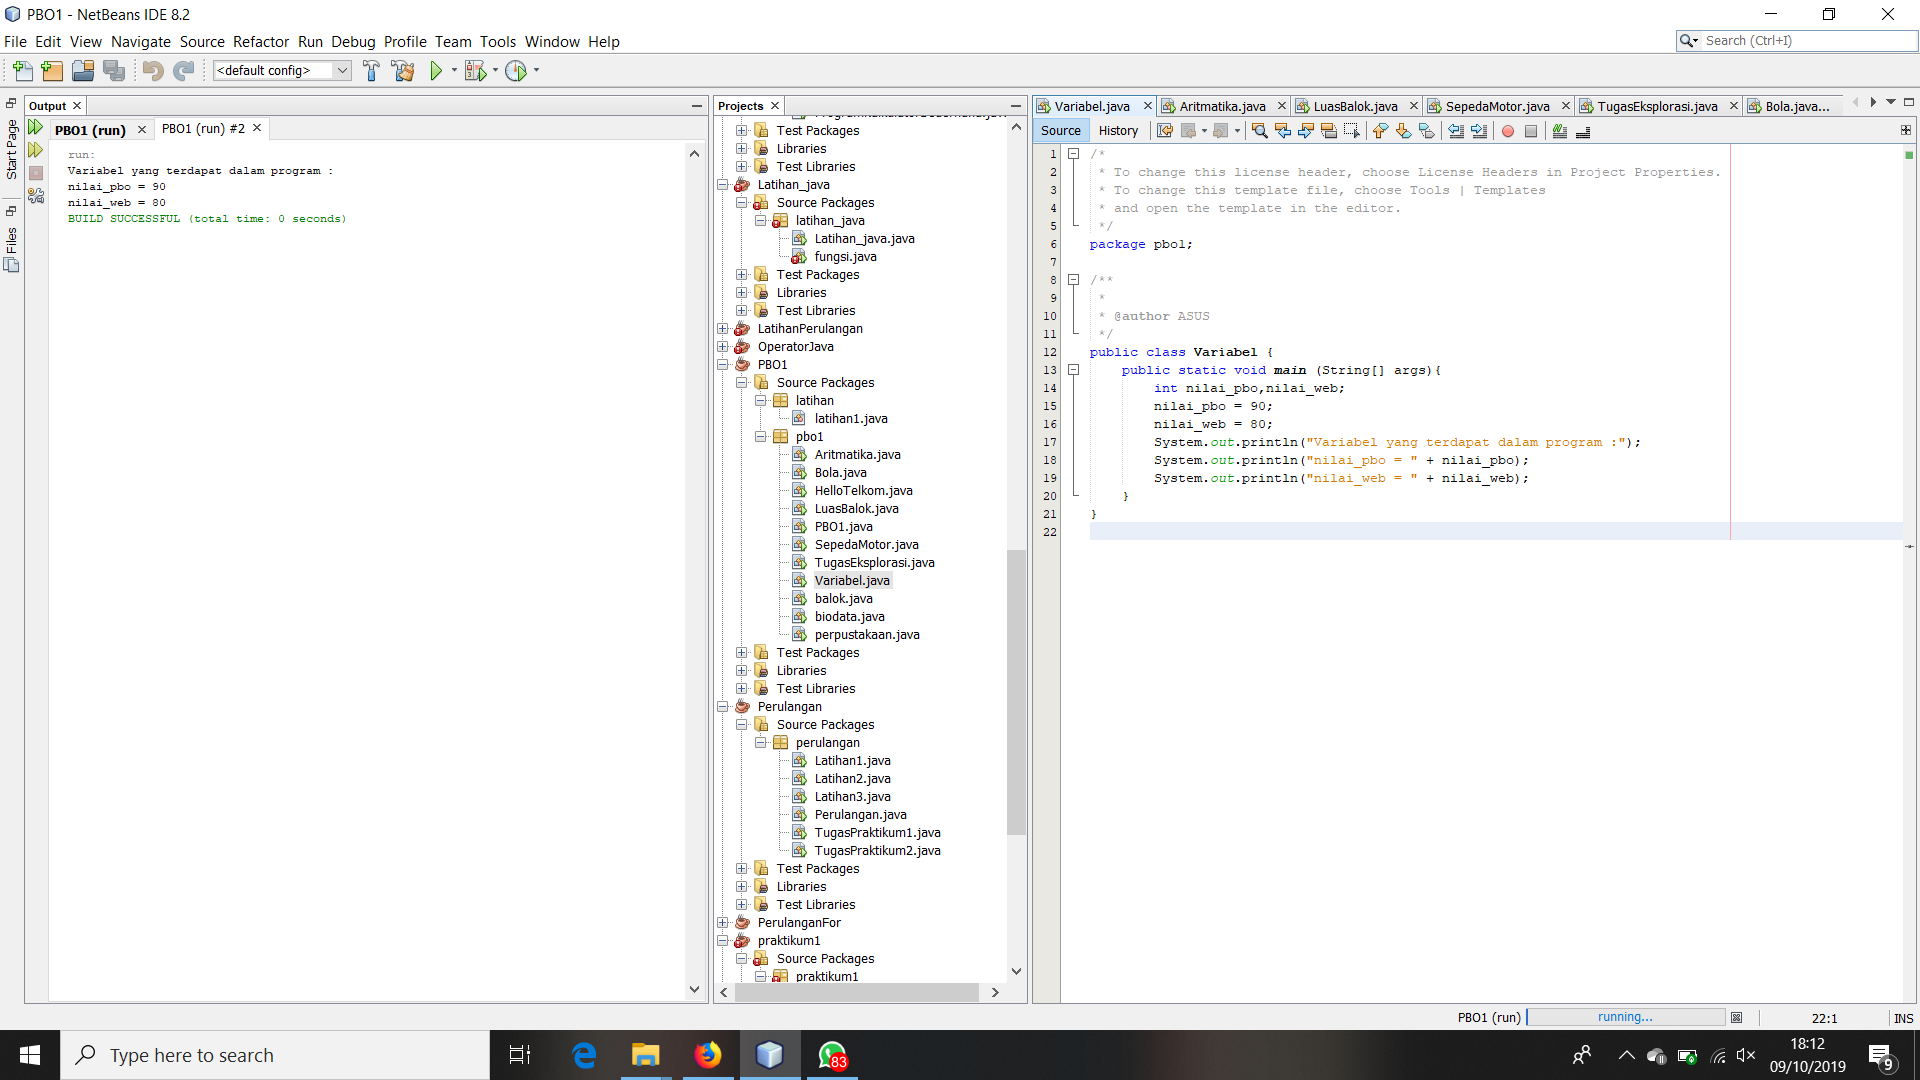 PBO1 - NetBeans IDE 8.2
File Edit View Navigate Source Refactor Run Debug Profile Team Tools Window Help
Search (Ctrl+I)
<default config>
Start Page
Files
Output
PBO1 (run)
PBO1 (run) #2
run:
Variabel yang terdapat dalam program :
nilai_pbo = 90
nilai_web = 80
BUILD SUCCESSFUL (total time: 0 seconds)
Projects
Test Packages
Libraries
Test Libraries
Latihan_java
Source Packages
latihan_java
Latihan_java.java
fungsi.java
Test Packages
Libraries
Test Libraries
LatihanPerulangan
OperatorJava
PBO1
Source Packages
latihan
latihan1.java
pbo1
Aritmatika.java
Bola.java
HelloTelkom.java
LuasBalok.java
PBO1.java
SepedaMotor.java
TugasEksplorasi.java
Variabel.java
balok.java
biodata.java
perpustakaan.java
Test Packages
Libraries
Test Libraries
Perulangan
Source Packages
perulangan
Latihan1.java
Latihan2.java
Latihan3.java
Perulangan.java
TugasPraktikum1.java
TugasPraktikum2.java
Test Packages
Libraries
Test Libraries
PerulanganFor
praktikum1
Source Packages
praktikum1
Variabel.java
Aritmatika.java
LuasBalok.java
SepedaMotor.java
TugasEksplorasi.java
Bola.java...
Source
History
1 /*
2 * To change this license header, choose License Headers in Project Properties.
3 * To change this template file, choose Tools | Templates
4 * and open the template in the editor.
5 */
6 package pbo1;
7
8 /**
9 *
10 * @author ASUS
11 */
12 public class Variabel {
13 public static void main (String[] args){
14 int nilai_pbo,nilai_web;
15 nilai_pbo = 90;
16 nilai_web = 80;
17 System.out.println("Variabel yang terdapat dalam program :");
18 System.out.println("nilai_pbo = " + nilai_pbo);
19 System.out.println("nilai_web = " + nilai_web);
20 }
21 }
22
PBO1 (run)
running...
22:1
INS
Type here to search
83
18:12
09/10/2019
9